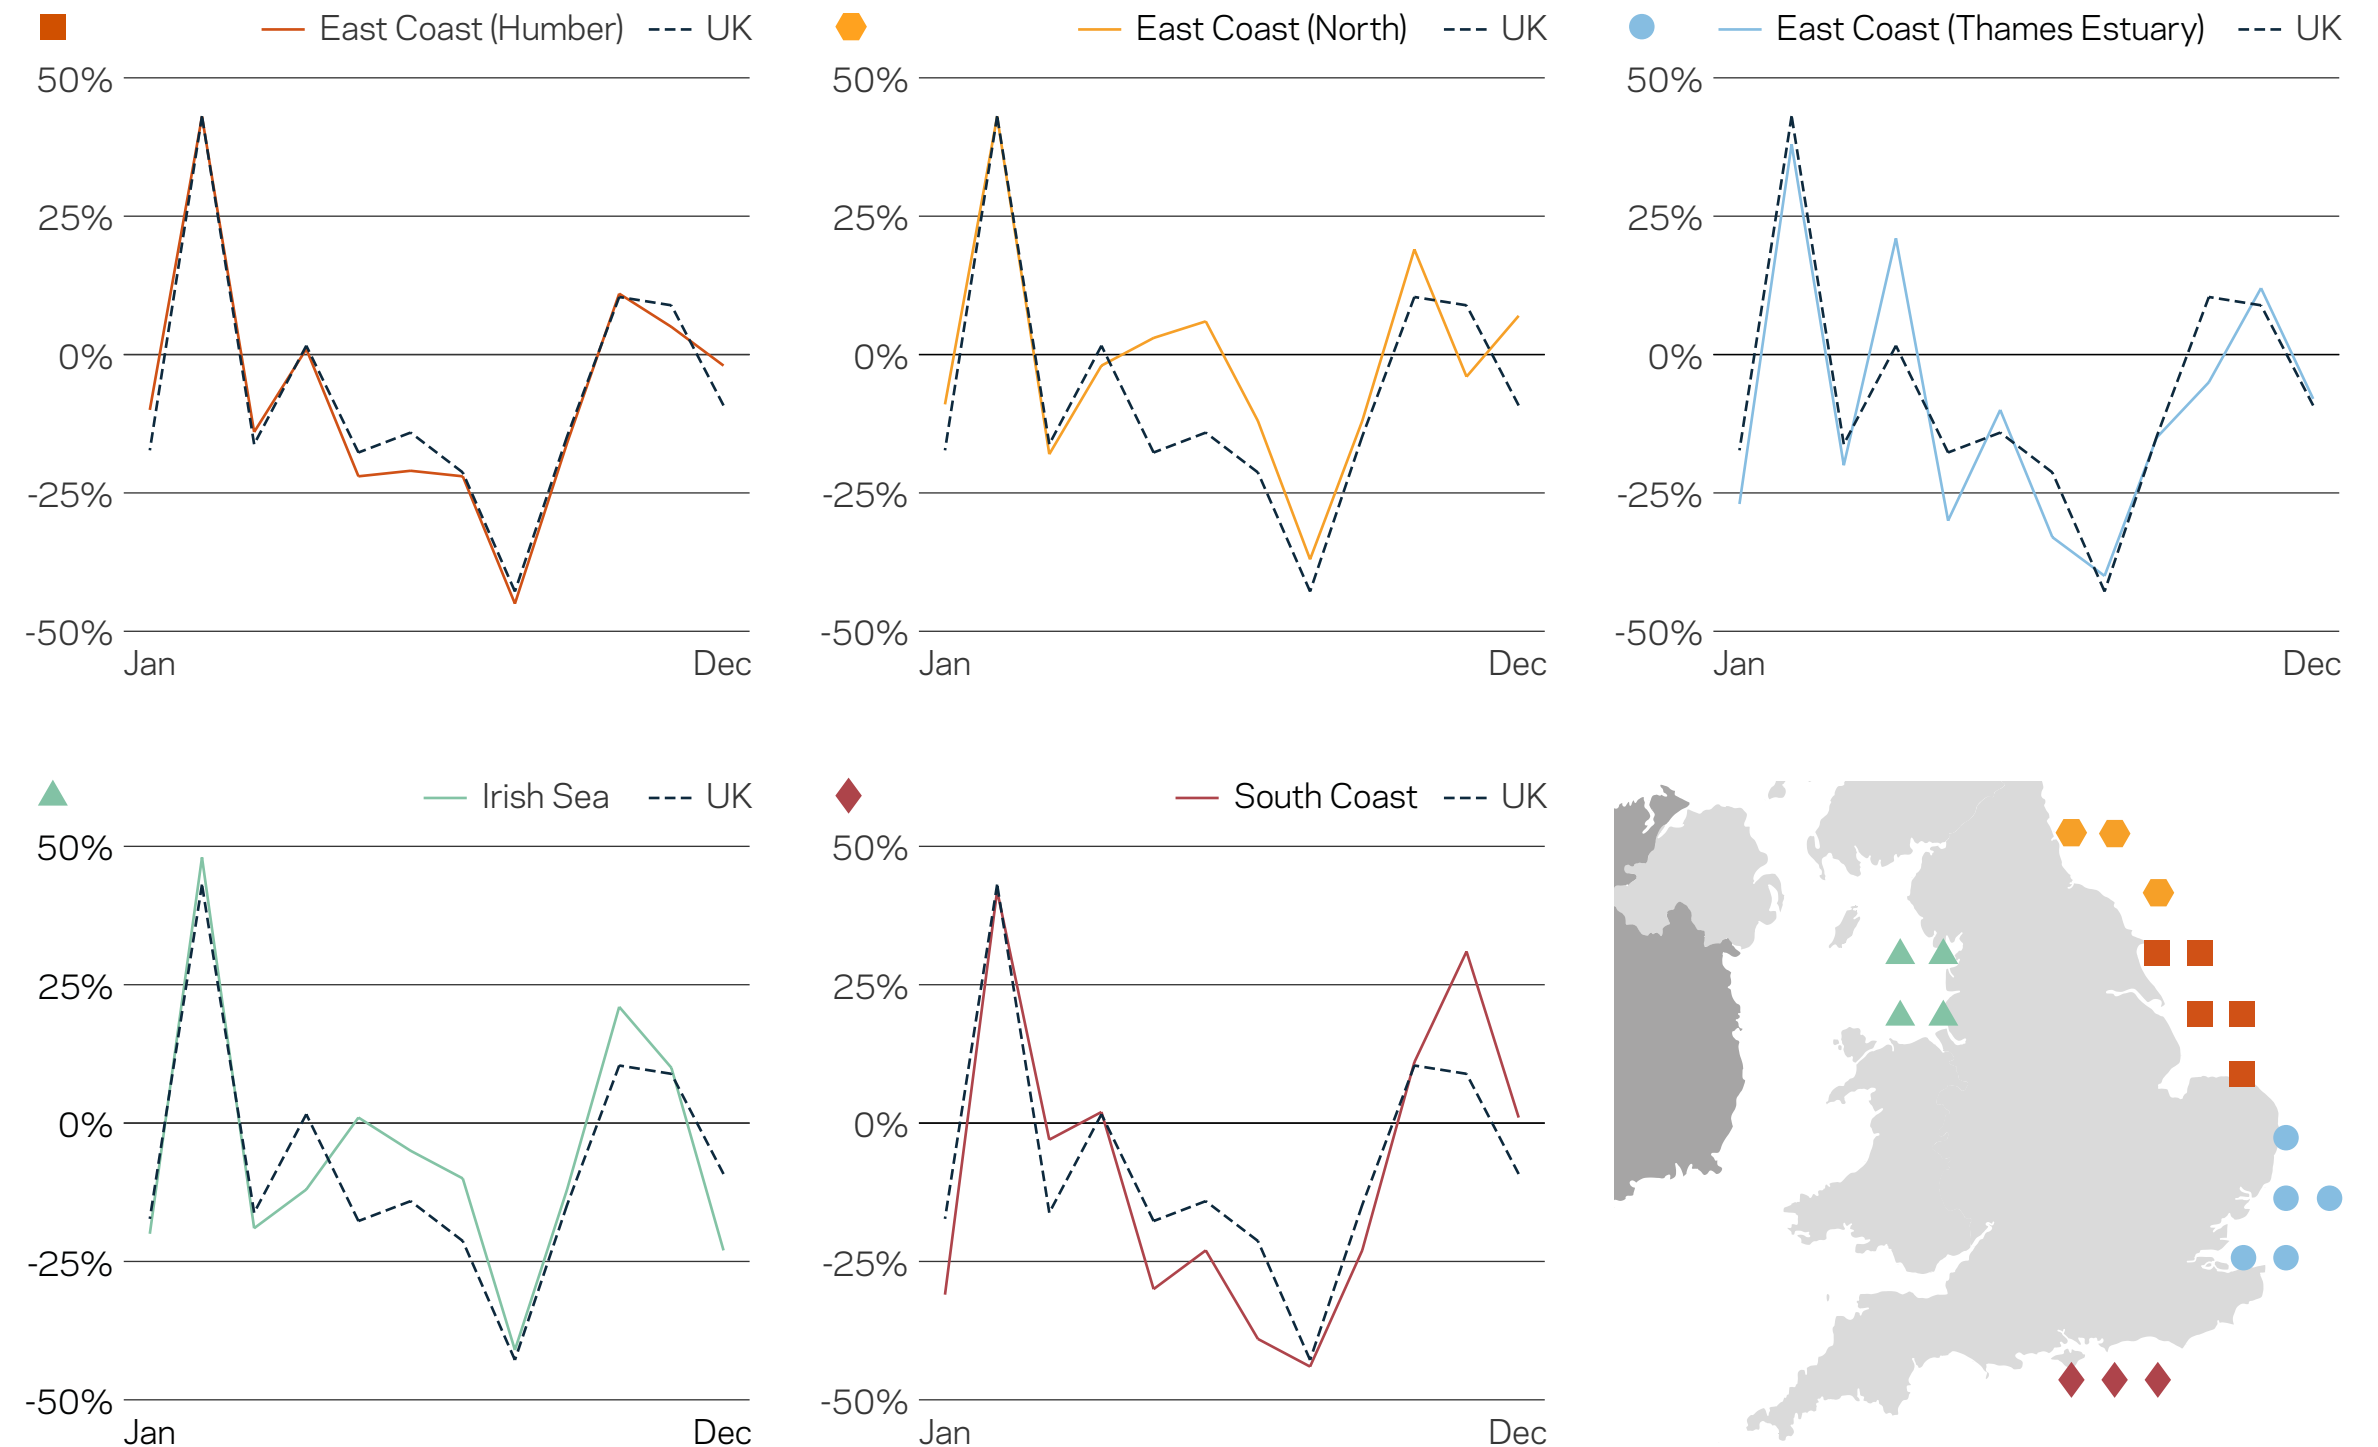 East Coast (Humber) UK
50%
25%
0%
-25%
-50%
Jan Dec
East Coast (North) UK
50%
25%
0%
-25%
-50%
Jan Dec
East Coast (Thames Estuary) UK
50%
25%
0%
-25%
-50%
Jan Dec
Irish Sea UK
50%
25%
0%
-25%
-50%
Jan Dec
South Coast UK
50%
25%
0%
-25%
-50%
Jan Dec